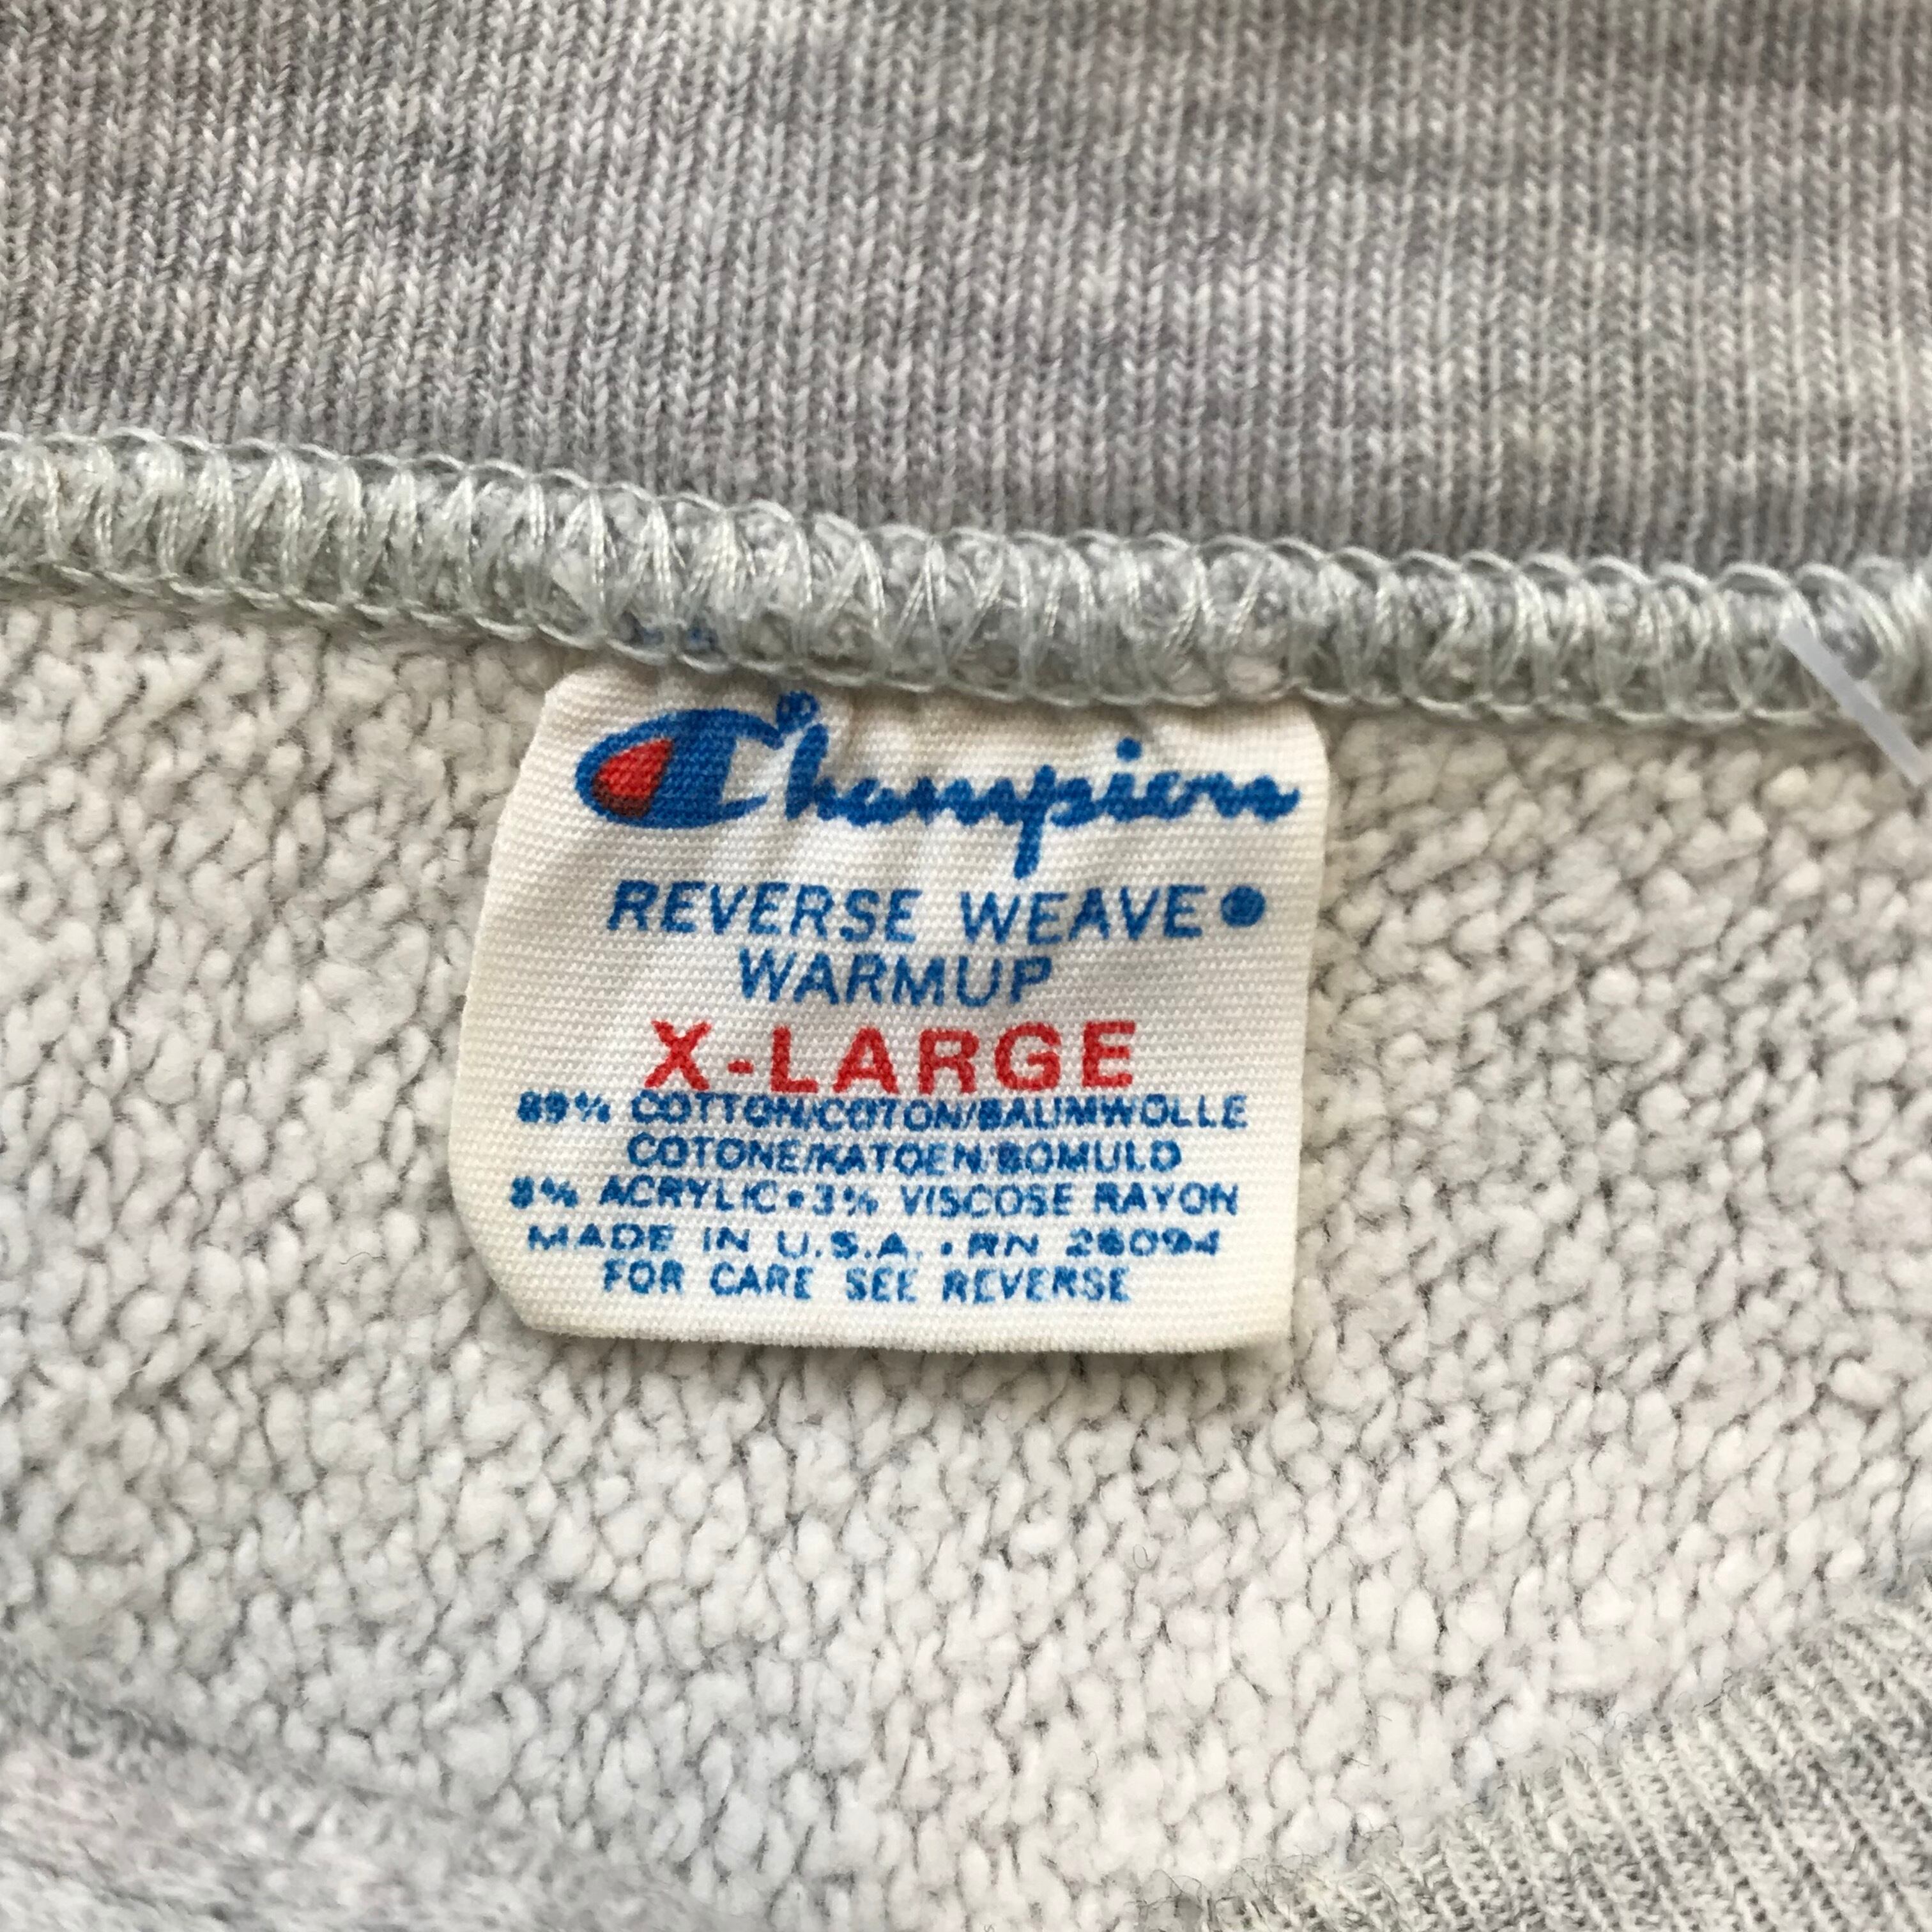 Champion®
REVERSE WEAVE®
WARMUP
X-LARGE
89% COTTON/COTON/BAUMWOLLE
COTONE/KATOEN/BOMULD
8% ACRYLIC•3% VISCOSE RAYON
MADE IN U.S.A. • RN 26094
FOR CARE SEE REVERSE